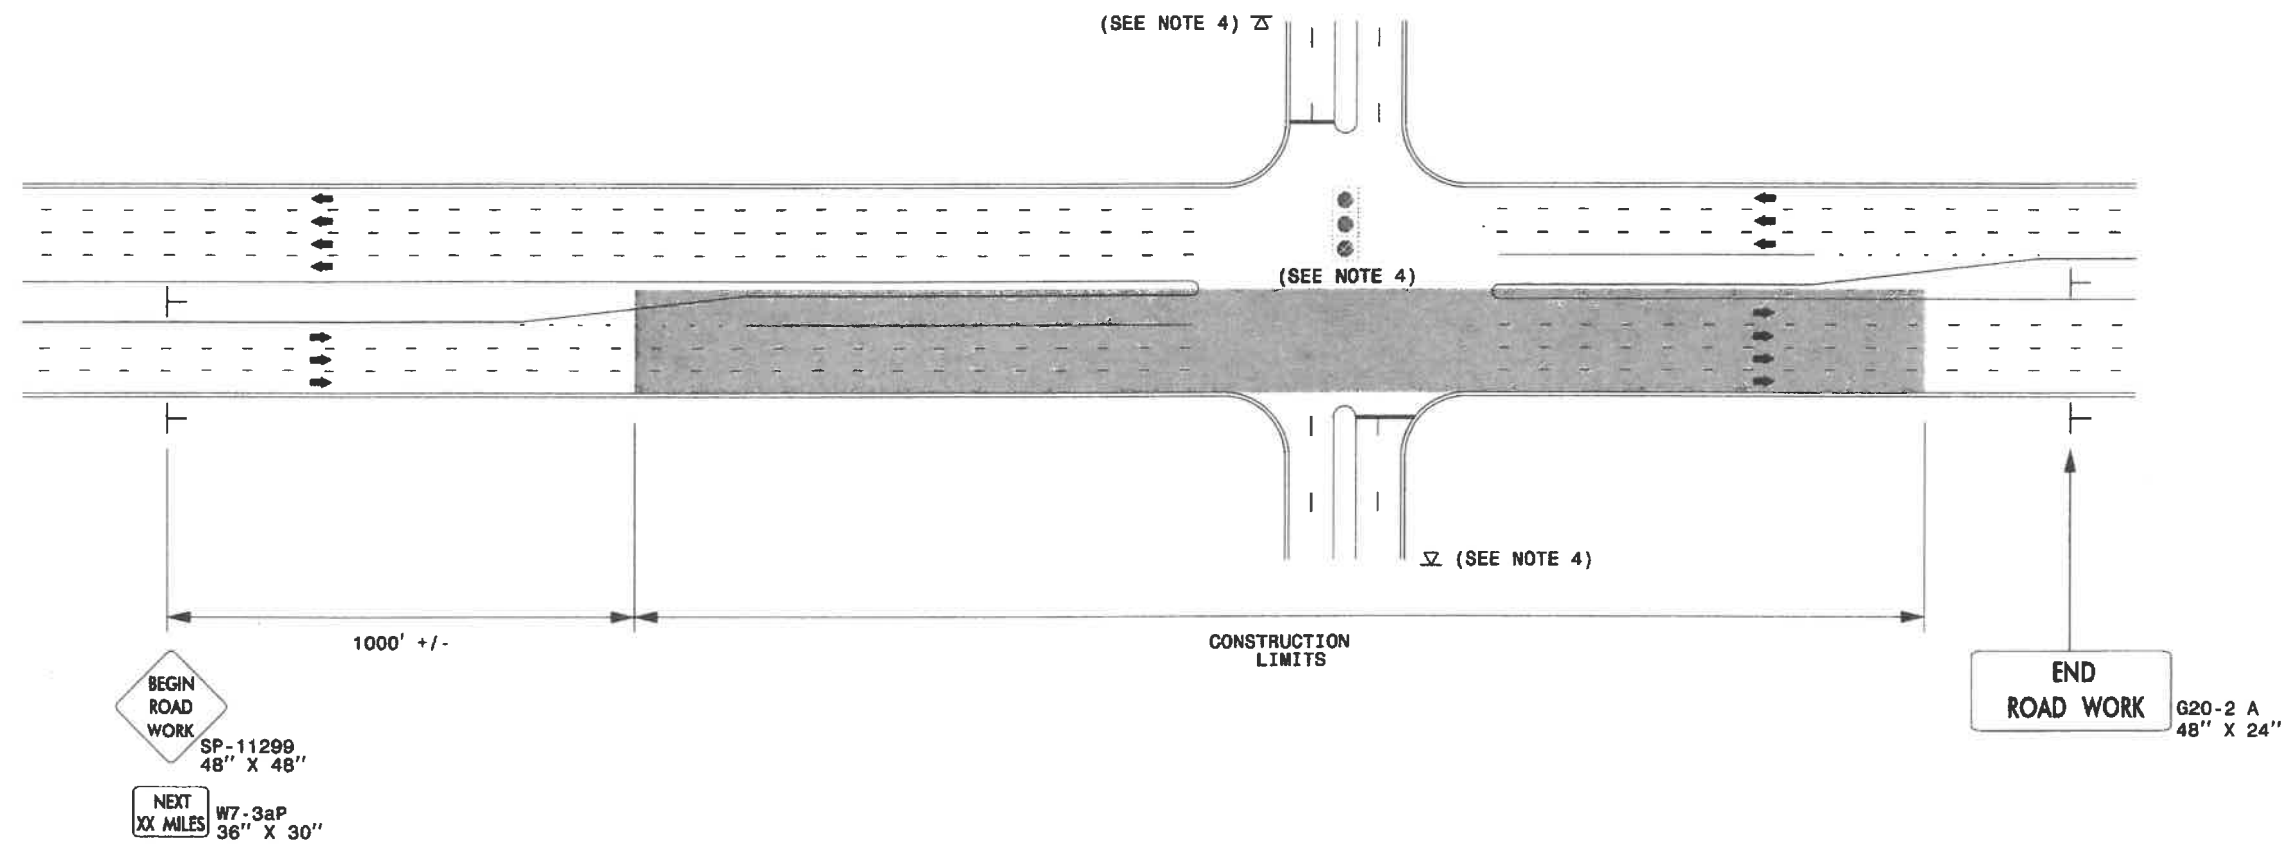 (SEE NOTE 4)
(SEE NOTE 4)
(SEE NOTE 4)
1000' +/-
CONSTRUCTION
LIMITS
BEGIN
ROAD
WORK
SP-11299
48" X 48"
NEXT
XX MILES
W7-3aP
36" X 30"
END
ROAD WORK
G20-2 A
48" X 24"